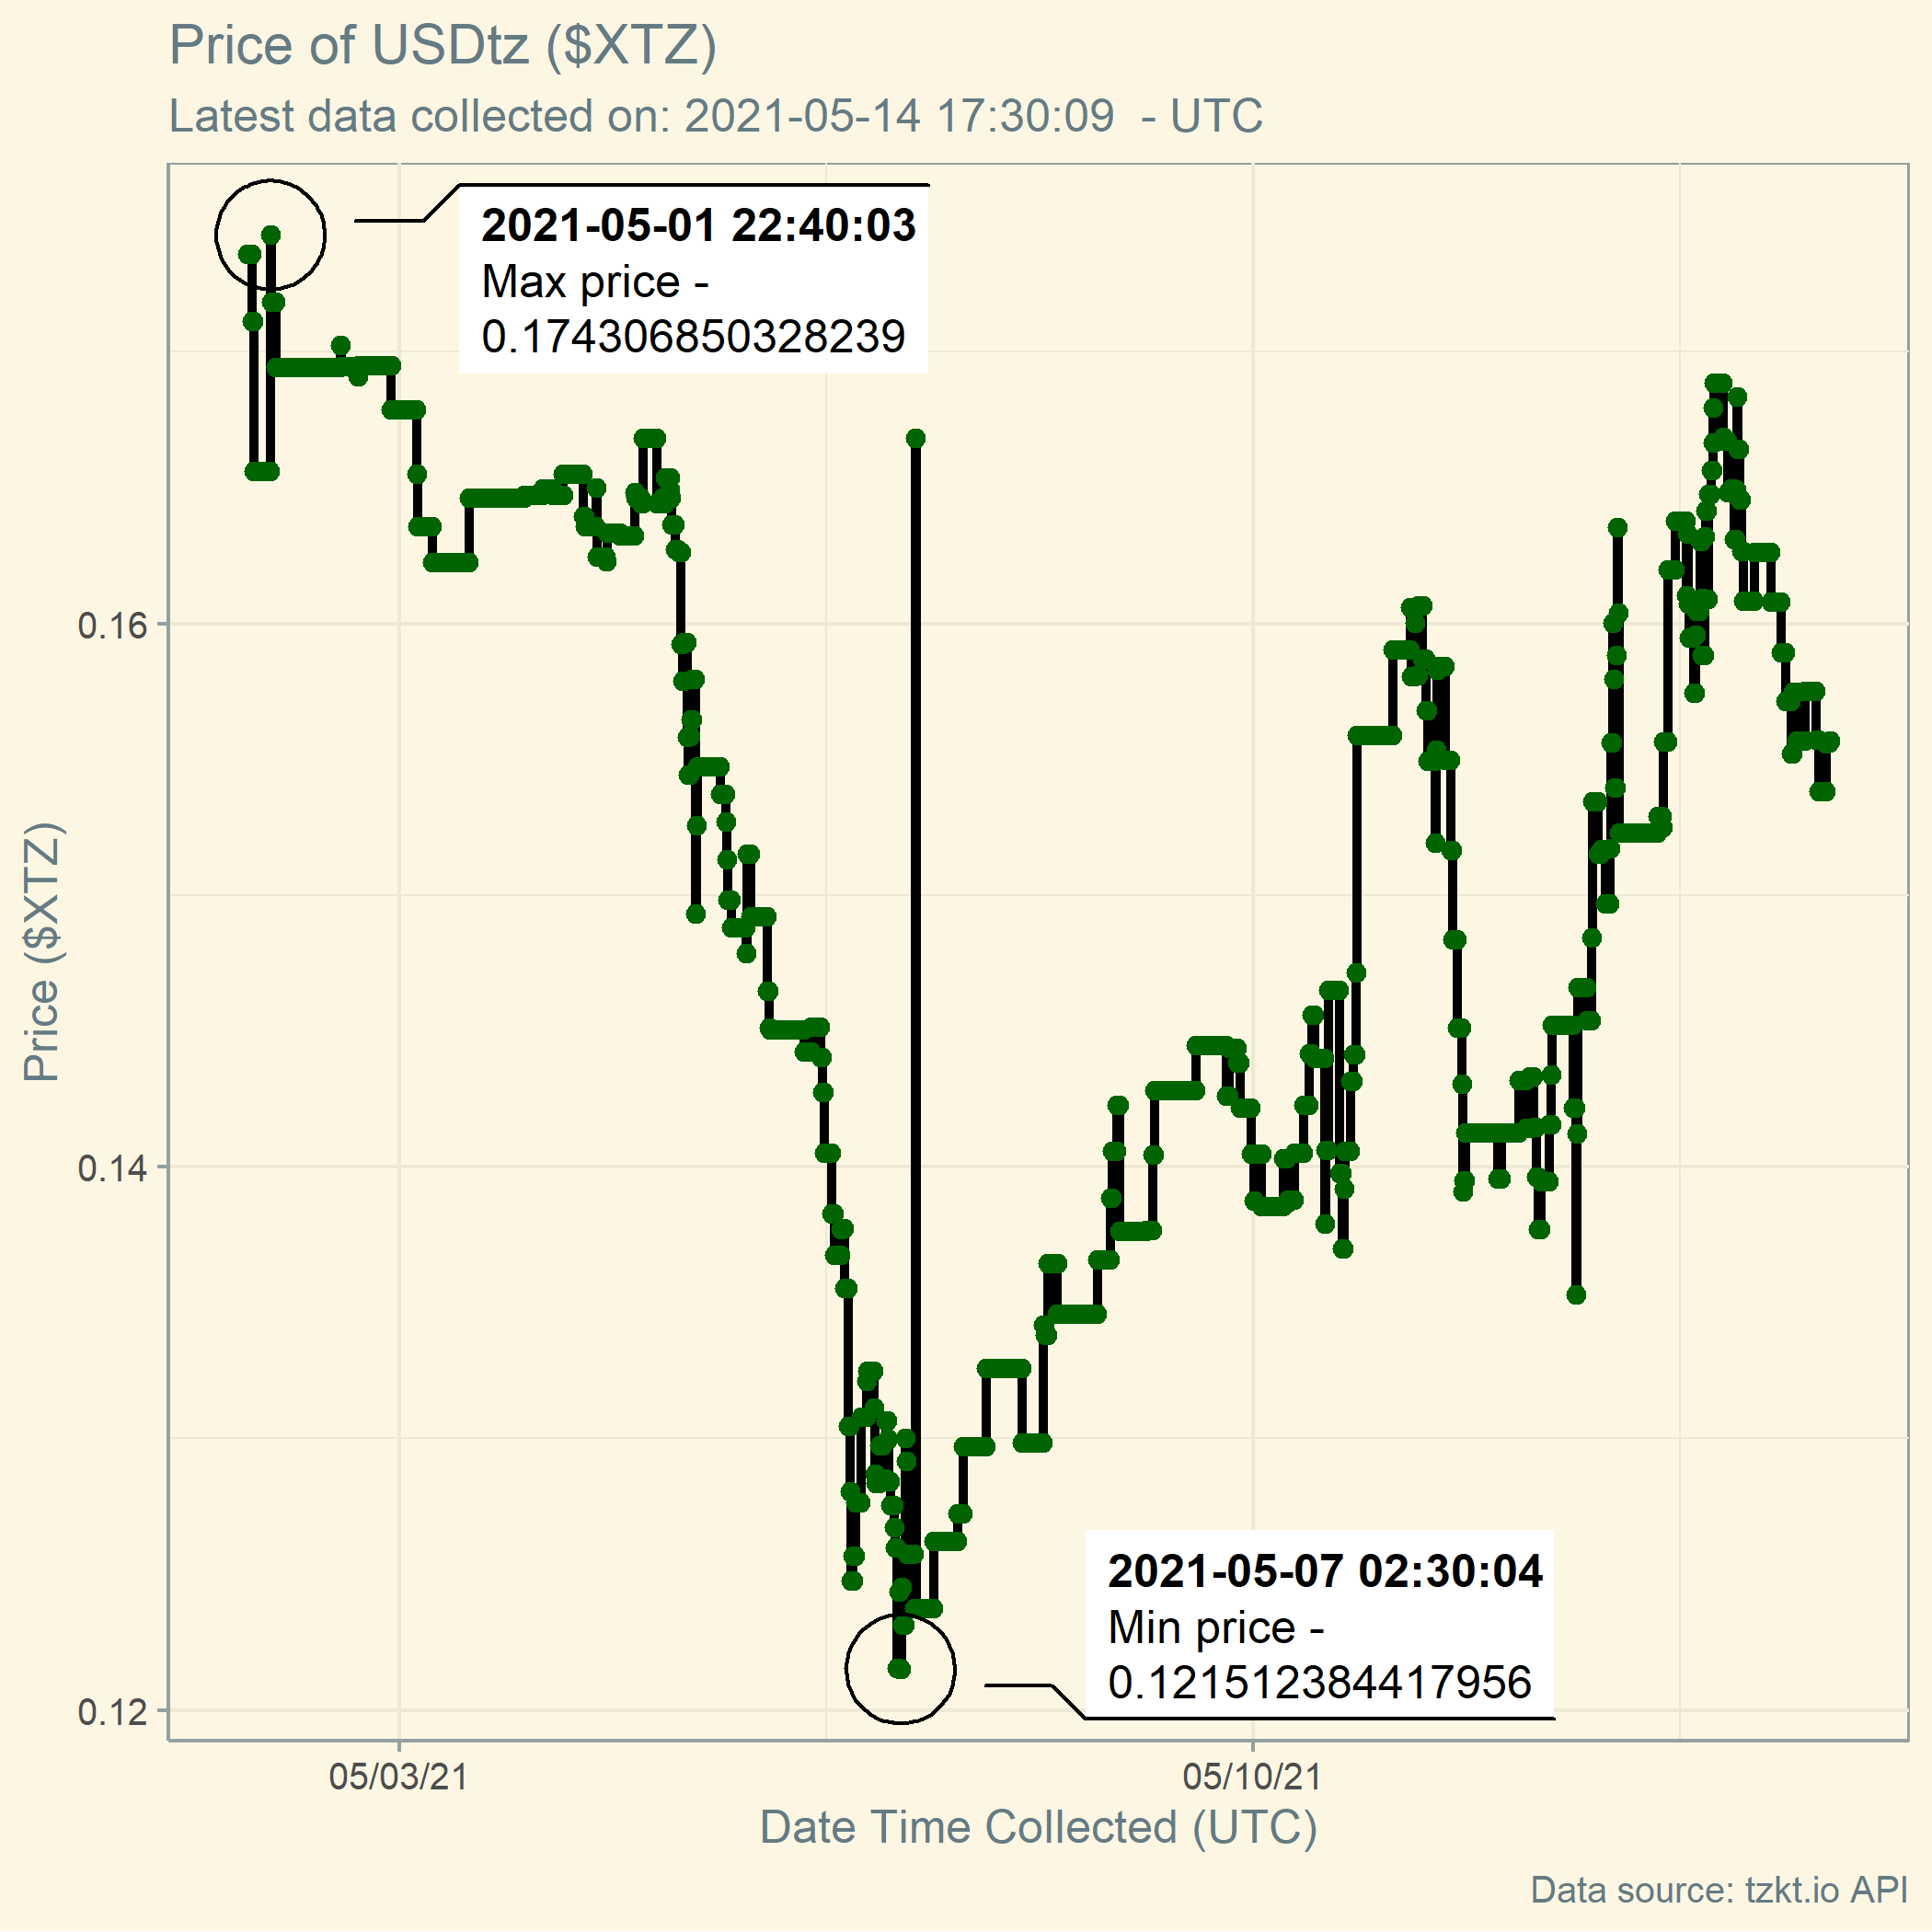 Price of USDtz ($XTZ)
Latest data collected on: 2021-05-14 17:30:09  - UTC
2021-05-01 22:40:03
Max price -
0.174306850328239
0.16
0.14
0.12
Price ($XTZ)
2021-05-07 02:30:04
Min price -
0.121512384417956
05/03/21
05/10/21
Date Time Collected (UTC)
Data source: tzkt.io API